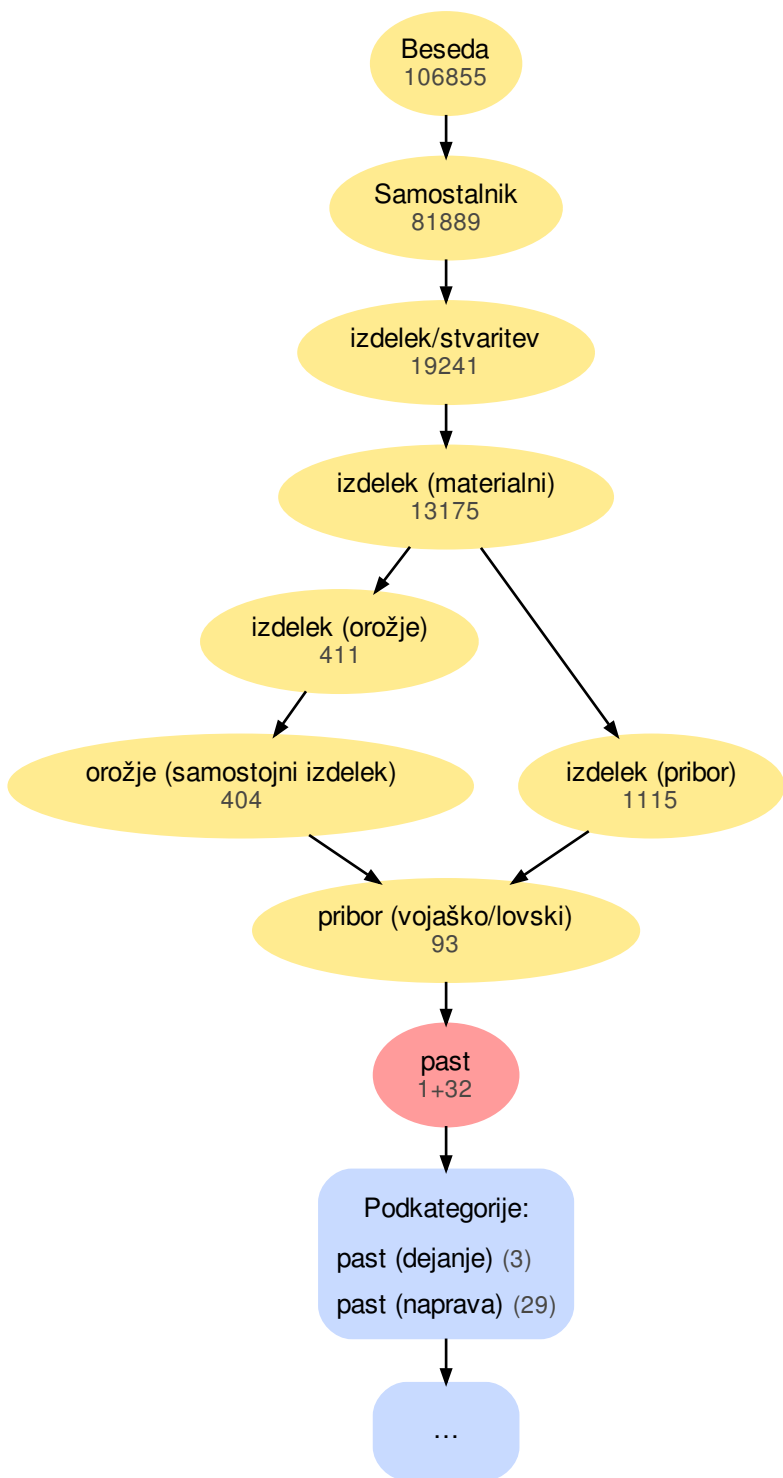 Beseda
106855
Samostalnik
81889
izdelek/stvaritev
19241
izdelek (materialni)
13175
izdelek (orožje)
411
orožje (samostojni izdelek)
404
izdelek (pribor)
1115
pribor (vojaško/lovski)
93
past
1+32
Podkategorije:
past (dejanje) (3)
past (naprava) (29)
…